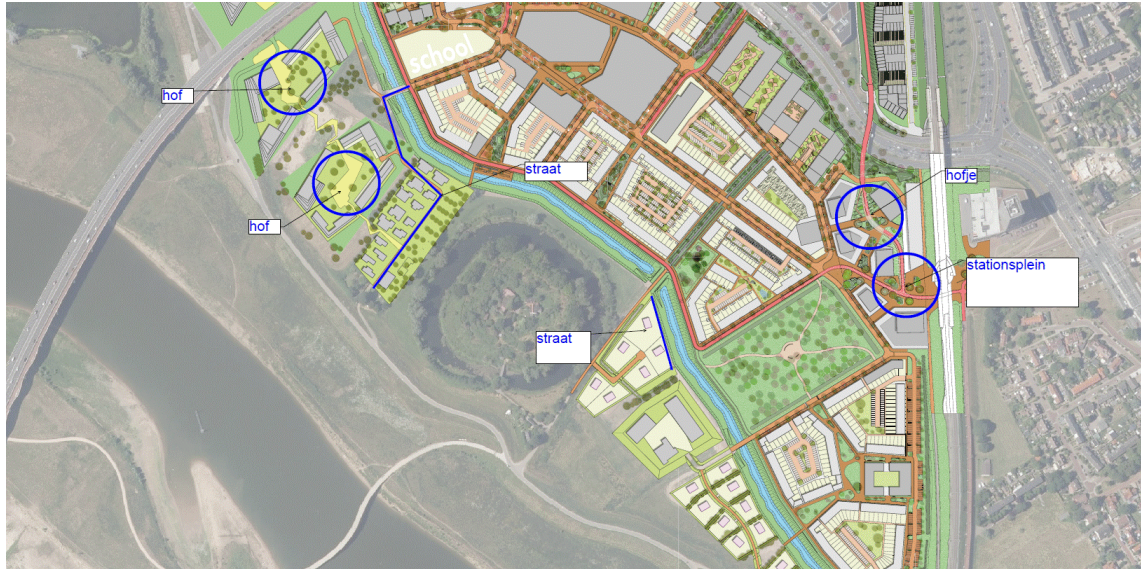 school
hof
straat
hofje
hof
stationsplein
straat